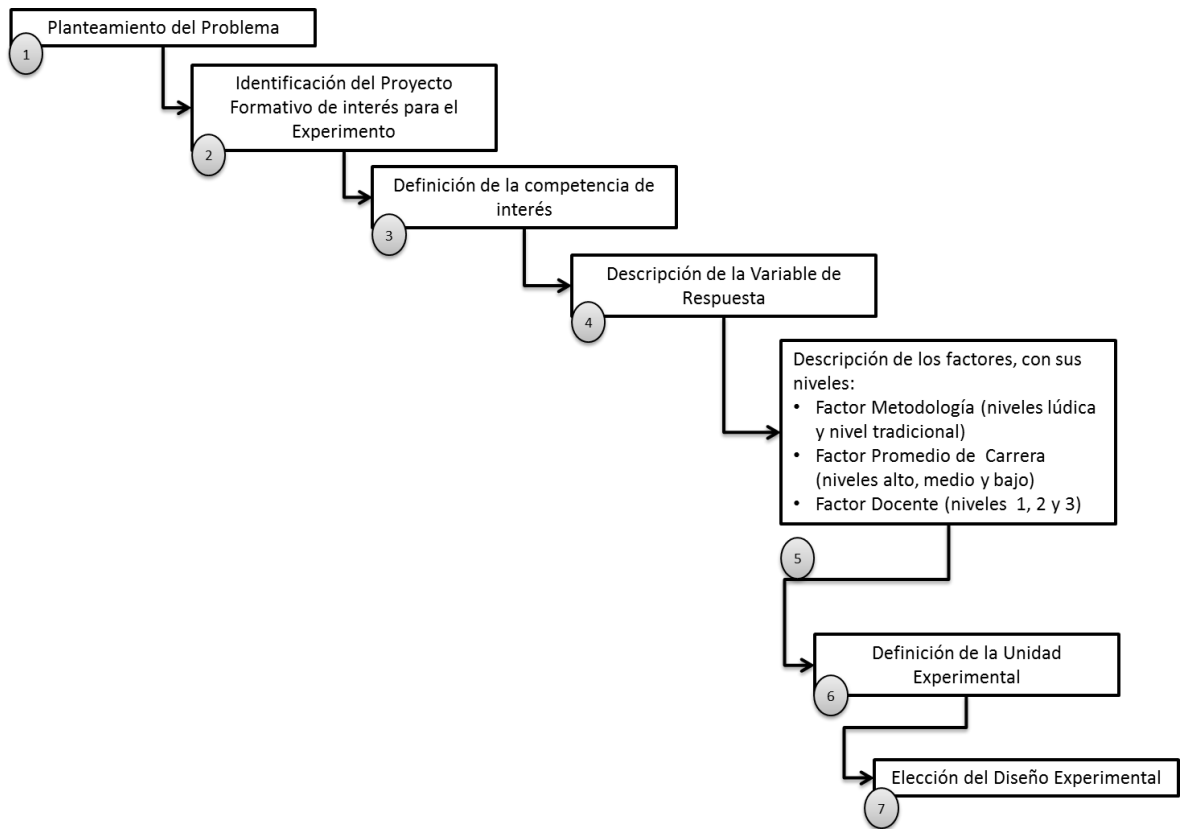 Planteamiento del Problema
1
Identificación del Proyecto
Formativo de interés para el
Experimento
2
Definición de la competencia de
interés
3
Descripción de la Variable de
Respuesta
4
Descripción de los factores, con sus
niveles:
• Factor Metodología (niveles lúdica
y nivel tradicional)
• Factor Promedio de Carrera
(niveles alto, medio y bajo)
• Factor Docente (niveles 1, 2 y 3)
5
Definición de la Unidad
Experimental
6
Elección del Diseño Experimental
7